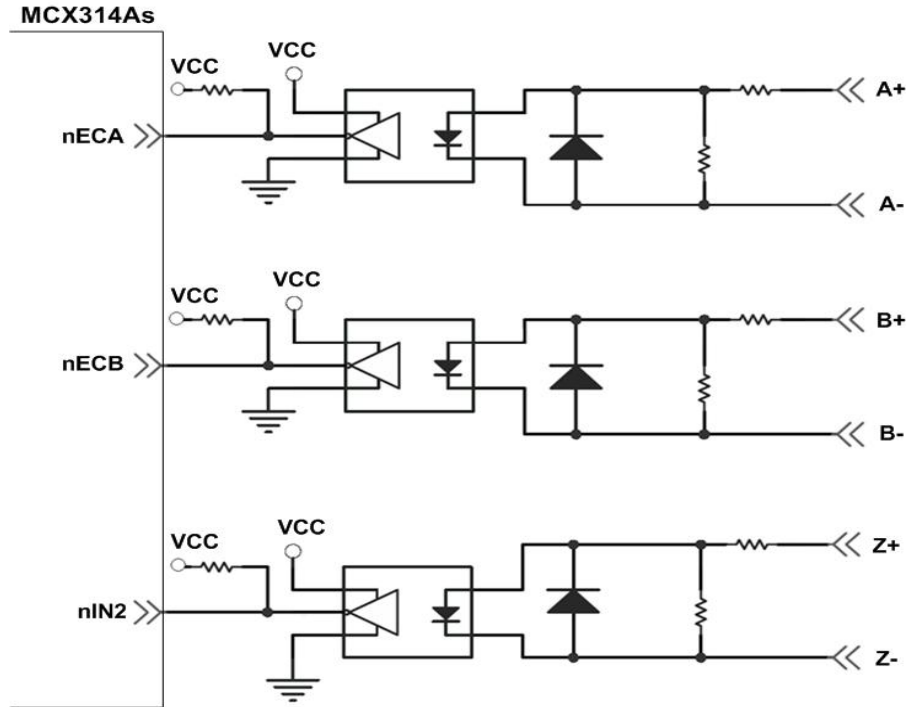 MCX314As
VCC
VCC
nECA
A+
A-
VCC
VCC
nECB
B+
B-
VCC
VCC
nIN2
Z+
Z-